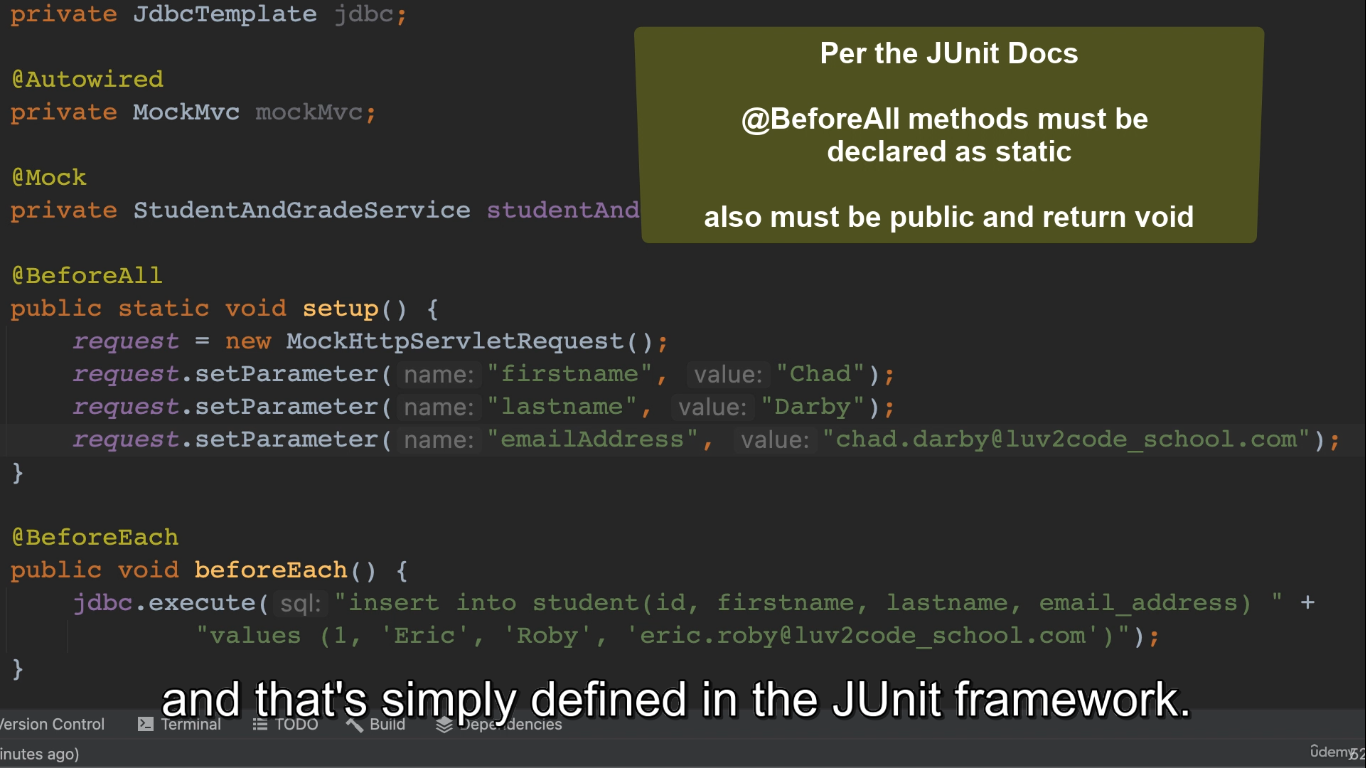 private JdbcTemplate jdbc;
Per the JUnit Docs
@Autowired
private MockMvc mockMvc;
@BeforeAll methods must be
declared as static
@Mock
private StudentAndGradeService studentAnd
also must be public and return void
@BeforeAll
public static void setup() {
request = new MockHttpServletRequest();
request.setParameter( name: "firstname", value: "Chad");
request.setParameter( name: "lastname", value: "Darby");
request.setParameter( name: "emailAddress", value: "chad.darby@luv2code_school.com");
}
@BeforeEach
public void beforeEach() {
jdbc.execute( sql: "insert into student(id, firstname, lastname, email_address) " +
"values (1, 'Eric', 'Roby', 'eric.roby@luv2code_school.com')");
}
and that's simply defined in the JUnit framework.
Version Control Terminal TODO Build Dependencies
inutes ago)
ûdemy 52